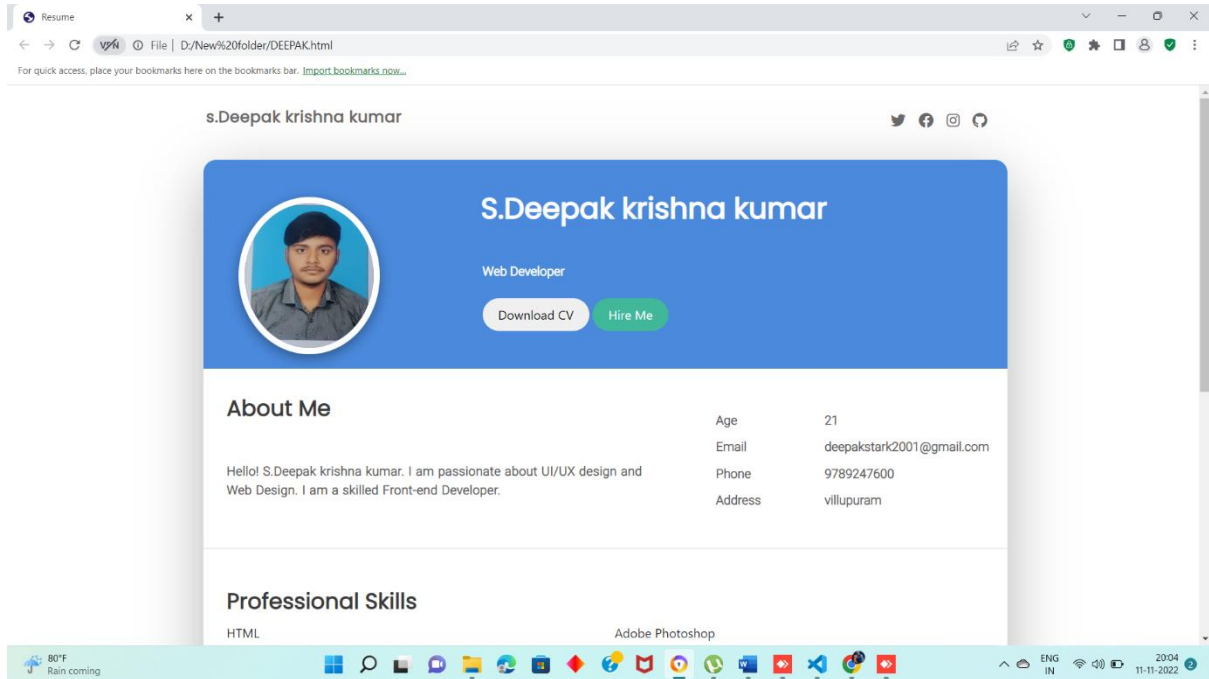 Resume
File | D:/New%20folder/DEEPAK.html
For quick access, place your bookmarks here on the bookmarks bar. Import bookmarks now...
s.Deepak krishna kumar
S.Deepak krishna kumar
Web Developer
Download CV Hire Me
About Me
Age 21
Email deepakstark2001@gmail.com
Hello! S.Deepak krishna kumar. I am passionate about UI/UX design and
Phone 9789247600
Web Design. I am a skilled Front-end Developer.
Address villupuram
Professional Skills
HTML Adobe Photoshop
80°F
Rain coming
ENG
IN
20:04
11-11-2022
2